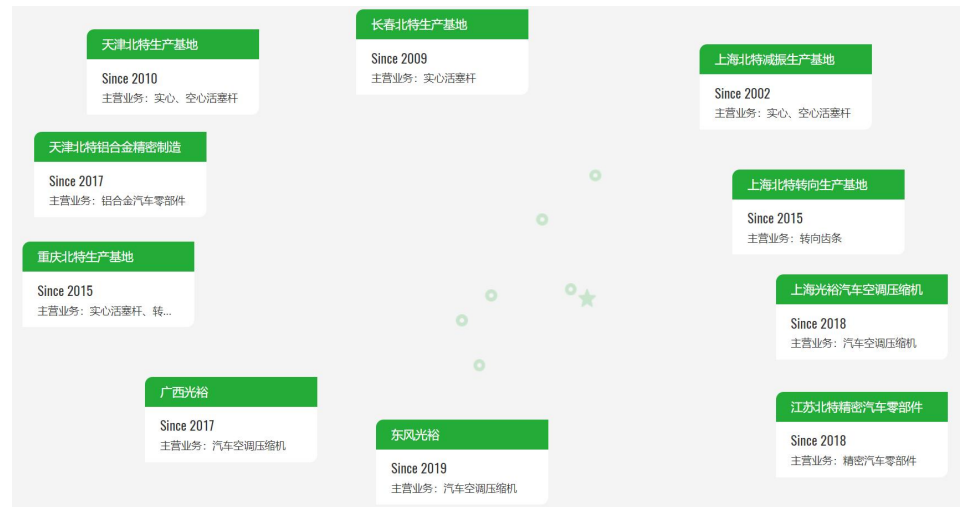 长春北特生产基地
Since 2009
主营业务：实心活塞杆
天津北特生产基地
Since 2010
主营业务：实心、空心活塞杆
上海北特减振生产基地
Since 2002
主营业务：实心、空心活塞杆
天津北特铝合金精密制造
Since 2017
主营业务：铝合金汽车零部件
上海北特转向生产基地
Since 2015
主营业务：转向齿条
重庆北特生产基地
Since 2015
主营业务：实心活塞杆、转...
上海光裕汽车空调压缩机
Since 2018
主营业务：汽车空调压缩机
广西光裕
Since 2017
主营业务：汽车空调压缩机
江苏北特精密汽车零部件
Since 2018
主营业务：精密汽车零部件
东风光裕
Since 2019
主营业务：汽车空调压缩机